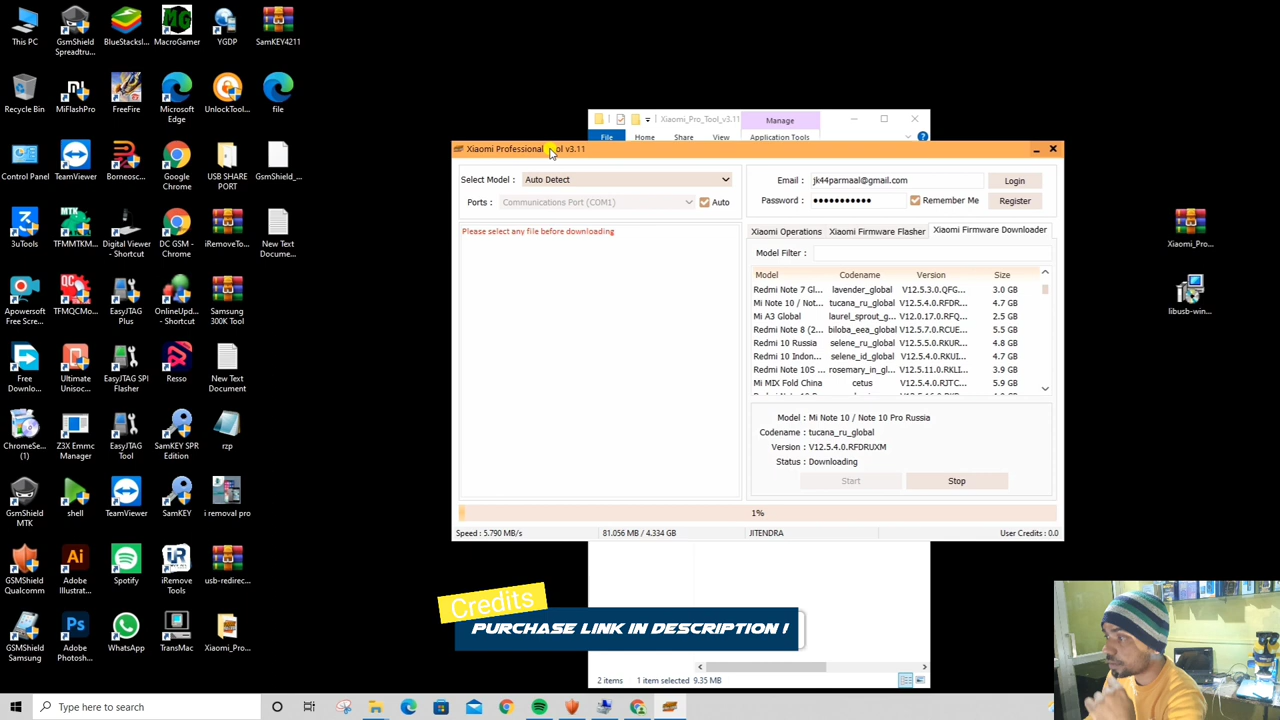 This PC
GsmShield Spreadtru...
BlueStacksI...
MacroGamer
YGDP
SamKEY4211
Recycle Bin
MiFlashPro
FreeFire
Microsoft Edge
UnlockTool...
file
Control Panel
TeamViewer
Borneosc...
Google Chrome
USB SHARE PORT
GsmShield_...
3uTools
TFMMTKM...
Digital Viewer - Shortcut
DC GSM - Chrome
iRemoveTo...
New Text Docume...
Apowersoft Free Scre...
TFMQCMo...
EasyJTAG Plus
OnlineUpd... - Shortcut
Samsung 300K Tool
Free Downlo...
Ultimate Unisoc...
EasyJTAG SPI Flasher
Resso
New Text Document
ChromeSe... (1)
Z3X Emmc Manager
EasyJTAG Tool
SamKEY SPR Edition
rzp
GsmShield MTK
shell
TeamViewer
SamKEY
i removal pro
GSMShield Qualcomm
Adobe Illustrat...
Spotify
iRemove Tools
usb-redirec...
GSMShield Samsung
Adobe Photosh...
WhatsApp
TransMac
Xiaomi_Pro...
Xiaomi_Pro...
libusb-win...
Xiaomi_Pro_Tool_v3.11
Manage
File
Home
Share
View
Application Tools
Xiaomi Professional Tool v3.11
Select Model : Auto Detect
Ports : Communications Port (COM1) Auto
Please select any file before downloading
Email : jk44parmaal@gmail.com Login
Password : ●●●●●●●●●●● Remember Me Register
Xiaomi Operations Xiaomi Firmware Flasher Xiaomi Firmware Downloader
Model Filter :
Model Codename Version Size
Redmi Note 7 Gl... lavender_global V12.5.3.0.QFG... 3.0 GB
Mi Note 10 / Not... tucana_ru_global V12.5.4.0.RFDR... 4.7 GB
Mi A3 Global laurel_sprout_g... V12.0.17.0.RFQ... 2.5 GB
Redmi Note 8 (2... biloba_eea_global V12.5.7.0.RCUE... 5.5 GB
Redmi 10 Russia selene_ru_global V12.5.5.0.RKUR... 4.8 GB
Redmi 10 Indon... selene_id_global V12.5.4.0.RJT... 4.7 GB
Redmi Note 10S ... rosemary_in_gl... V12.5.11.0.RKLI... 3.9 GB
Mi MIX Fold China cetus V12.5.4.0.RJTC... 5.9 GB
Model : Mi Note 10 / Note 10 Pro Russia
Codename : tucana_ru_global
Version : V12.5.4.0.RFDRUXM
Status : Downloading
Start Stop
1%
Speed : 5.790 MB/s 81.056 MB / 4.334 GB JITENDRA User Credits : 0.0
Credits
PURCHASE LINK IN DESCRIPTION !
2 items 1 item selected 9.35 MB
Type here to search